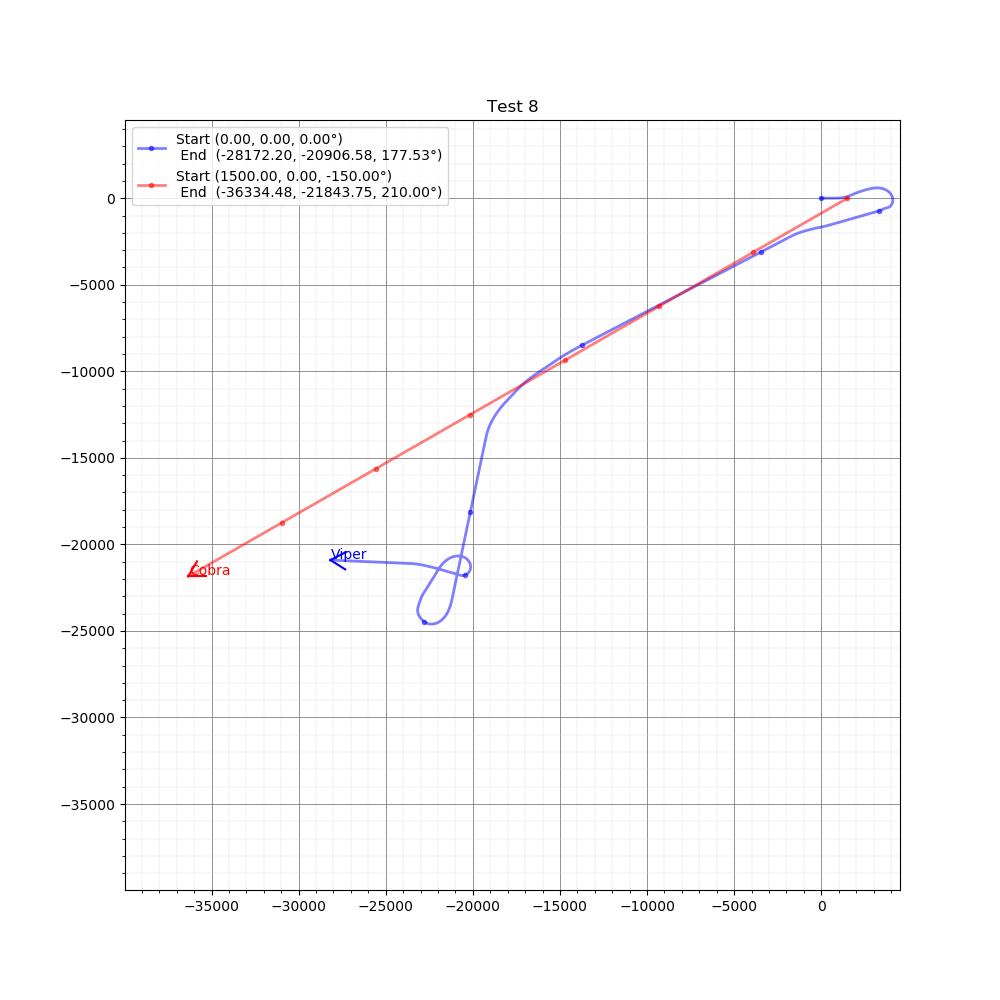 Test 8
Start (0.00, 0.00, 0.00°)
End (-28172.20, -20906.58, 177.53°)
Start (1500.00, 0.00, -150.00°)
End (-36334.48, -21843.75, 210.00°)
0
−5000
−10000
−15000
−20000
−25000
−30000
−35000
Viper
Cobra
−35000 −30000 −25000 −20000 −15000 −10000 −5000 0